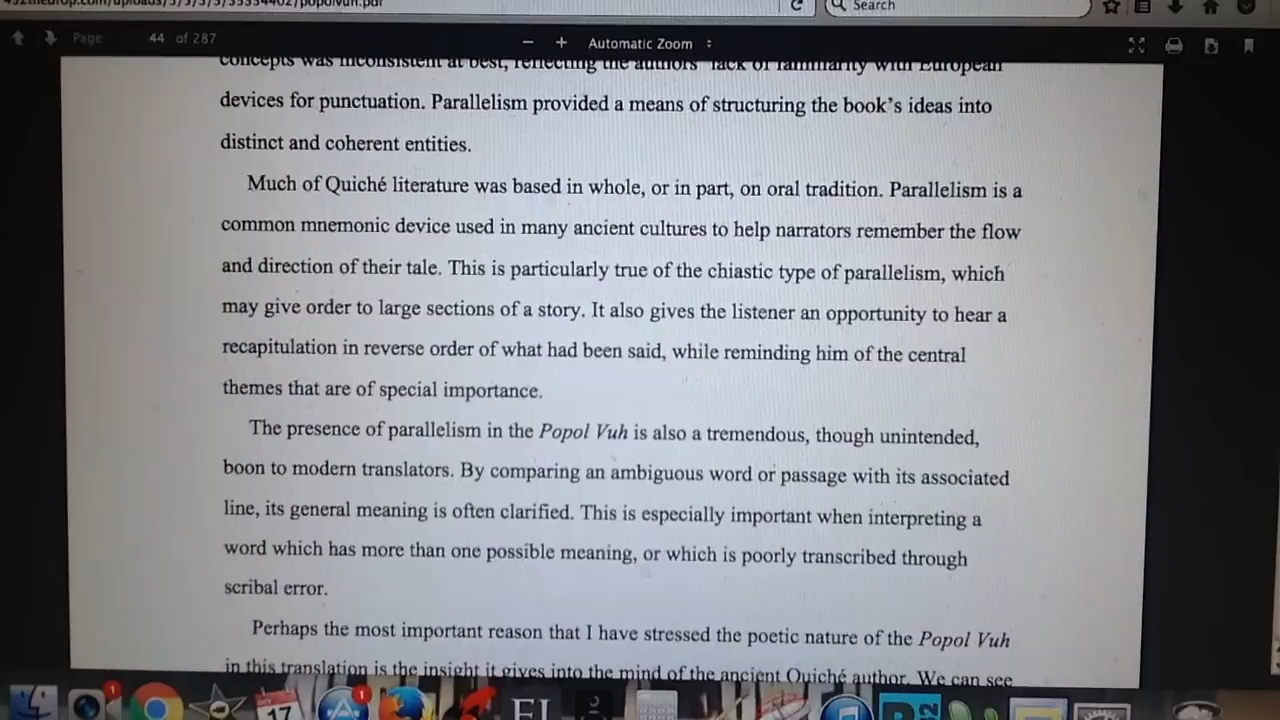 Search
Page 44 of 287
Automatic Zoom
concepts was inconsistent at best, reflecting the authors' lack of familiarity with European
devices for punctuation. Parallelism provided a means of structuring the book's ideas into
distinct and coherent entities.
Much of Quiché literature was based in whole, or in part, on oral tradition. Parallelism is a
common mnemonic device used in many ancient cultures to help narrators remember the flow
and direction of their tale. This is particularly true of the chiastic type of parallelism, which
may give order to large sections of a story. It also gives the listener an opportunity to hear a
recapitulation in reverse order of what had been said, while reminding him of the central
themes that are of special importance.
The presence of parallelism in the Popol Vuh is also a tremendous, though unintended,
boon to modern translators. By comparing an ambiguous word or passage with its associated
line, its general meaning is often clarified. This is especially important when interpreting a
word which has more than one possible meaning, or which is poorly transcribed through
scribal error.
Perhaps the most important reason that I have stressed the poetic nature of the Popol Vuh
in this translation is the insight it gives into the mind of the ancient Quiché author. We can see
1
17
1